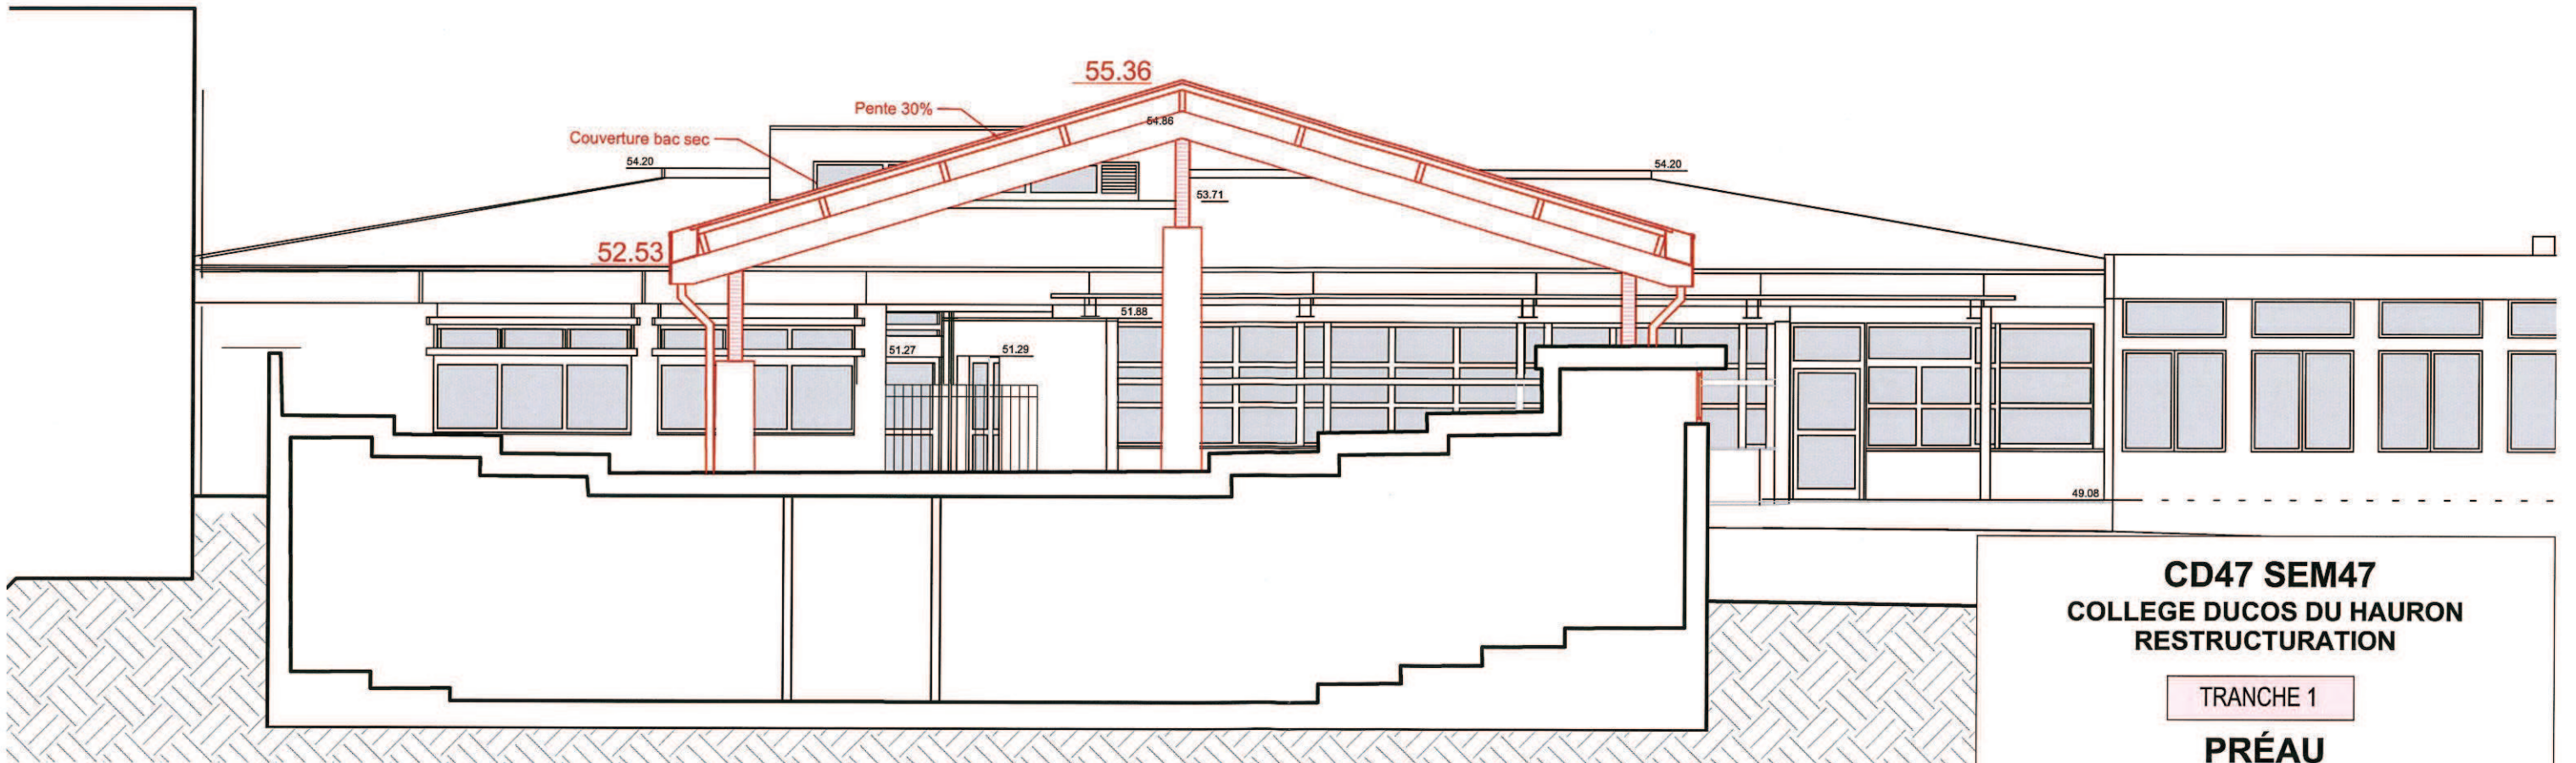 55.36
Pente 30%
54.86
Couverture bac sec
54.20
54.20
53.71
52.53
51.88
51.27
51.29
49.08
CD47 SEM47
COLLEGE DUCOS DU HAURON
RESTRUCTURATION
TRANCHE 1
PRÉAU